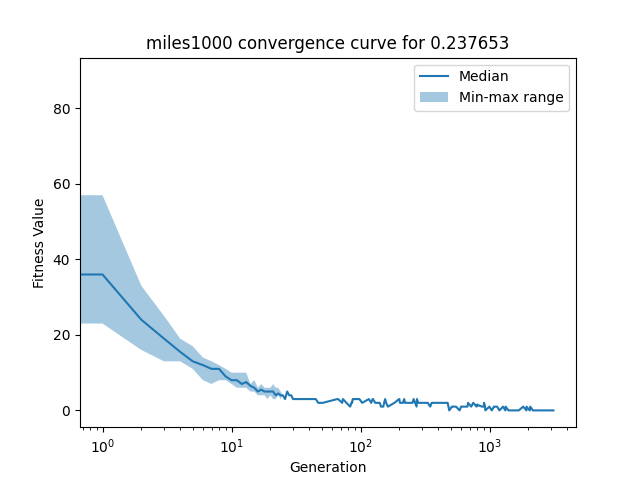 miles1000 convergence curve for 0.237653
Median
Min-max range
Fitness Value
80
60
40
20
0
10⁰
10¹
10²
10³
Generation